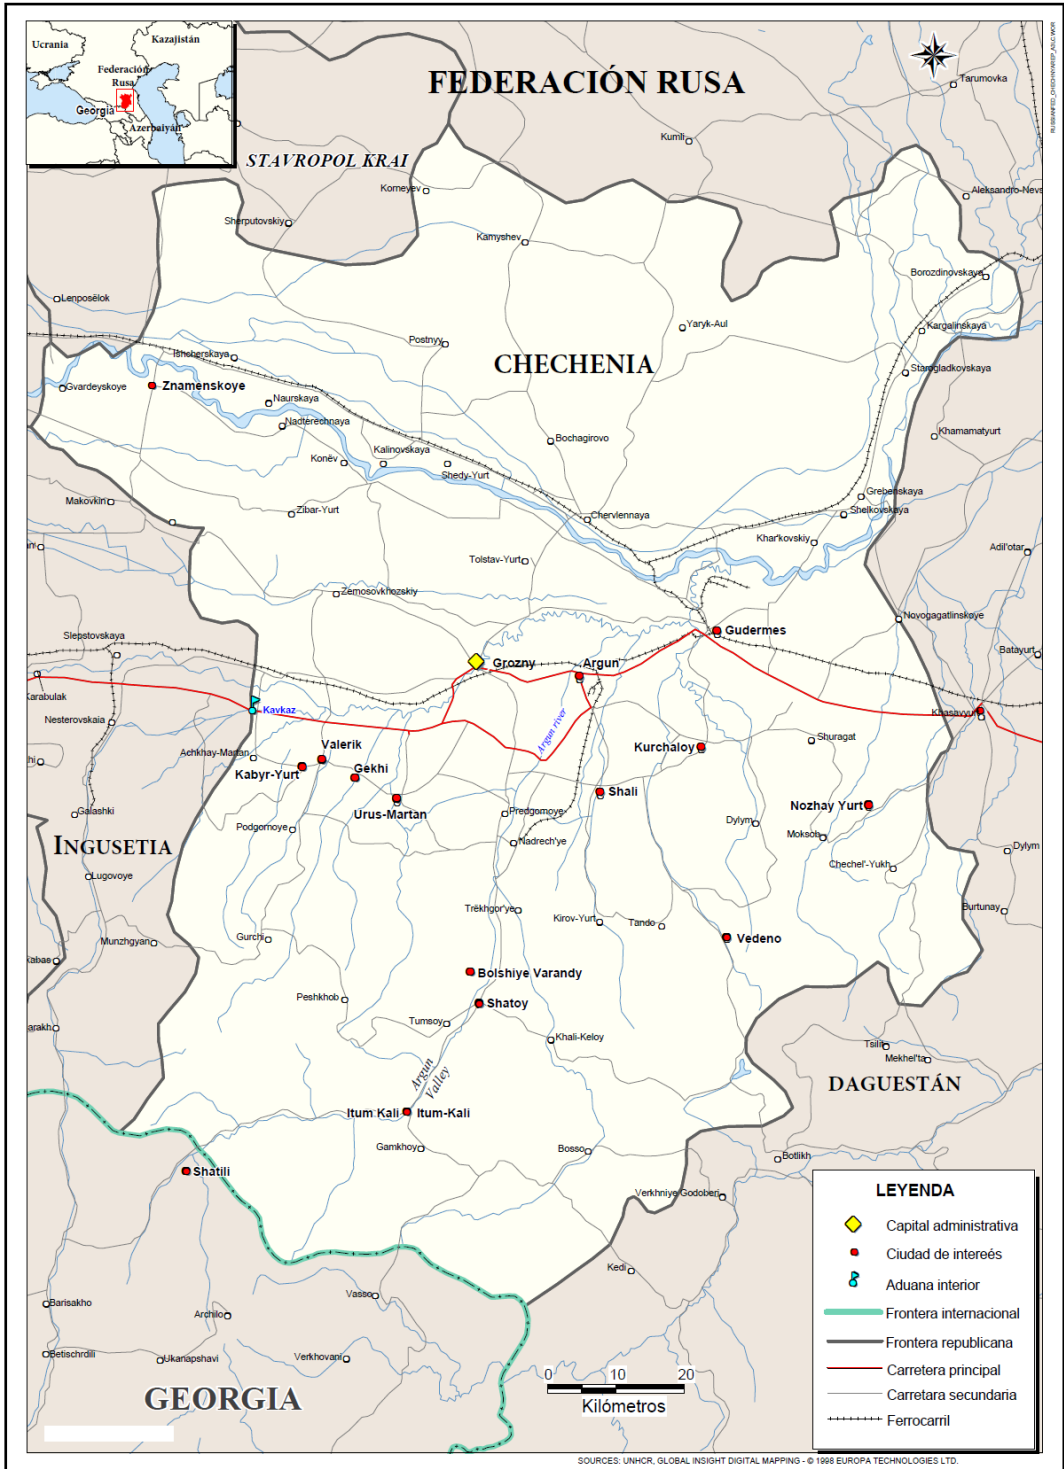 Ucrania
Kazajistán
Federación
Rusa
Georgia
Azerbaiyán
FEDERACIÓN RUSA
STAVROPOL KRAI
Tarumovka
Kumli
Korneyev
Aleksandro-Nevs
Sherputovskiy
Kamyshev
Borozdinovskaya
Lenposëlok
Yaryk-Aul
Kargalinskaya
Postnyy
Ishcherskaya
CHECHENIA
Starogladkovskaya
Gvardeyskoye
Znamenskoye
Naurskaya
Nadterechnaya
Khamamatyurt
Bochagirovo
Konëv
Kalinovskaya
Shedy-Yurt
Makovkin
Grebenskaya
Zibar-Yurt
Chervlennaya
Shelkovskaya
Khar'kovskiy
Adil'otar
Tolstav-Yurt
Zemosovkhozskiy
Novogagatlinskoye
Slepstovskaya
Gudermes
Batayurt
Grozny
Argun
Karabulak
Kavkaz
Nesterovskaia
Khasavyurt
Argun river
Shuragat
Achkhay-Martan
Valerik
Kurchaloy
Kabyr-Yurt
Gekhi
Shali
Nozhay Yurt
Urus-Martan
Galashki
Predgornoye
Dylym
Podgornoye
Moksob
Nadrech'ye
INGUSETIA
Dylym
Chechel'-Yukh
Lugovoye
Trëkhgor'ye
Burtunay
Kirov-Yurt
Tando
Gurchi
Vedeno
Munzhgyan
Bolshiye Varandy
Peshkhob
Shatoy
Tumsoy
Khali-Keloy
Tsilit
Mekhel'ta
Argun
Valley
DAGUESTÁN
Itum Kali
Itum-Kali
Gamkhoy
Bosso
Botlikh
Shatili
Verkhniye Godoberi
Kedi
Vasso
Barisakho
Archilo
Betischrdili
Ukanapshavi
Verkhovani
GEORGIA
0 10 20
Kilómetros
LEYENDA
Capital administrativa
Ciudad de intereés
Aduana interior
Frontera internacional
Frontera republicana
Carretera principal
Carretara secundaria
Ferrocarril
SOURCES: UNHCR, GLOBAL INSIGHT DIGITAL MAPPING - © 1998 EUROPA TECHNOLOGIES LTD.